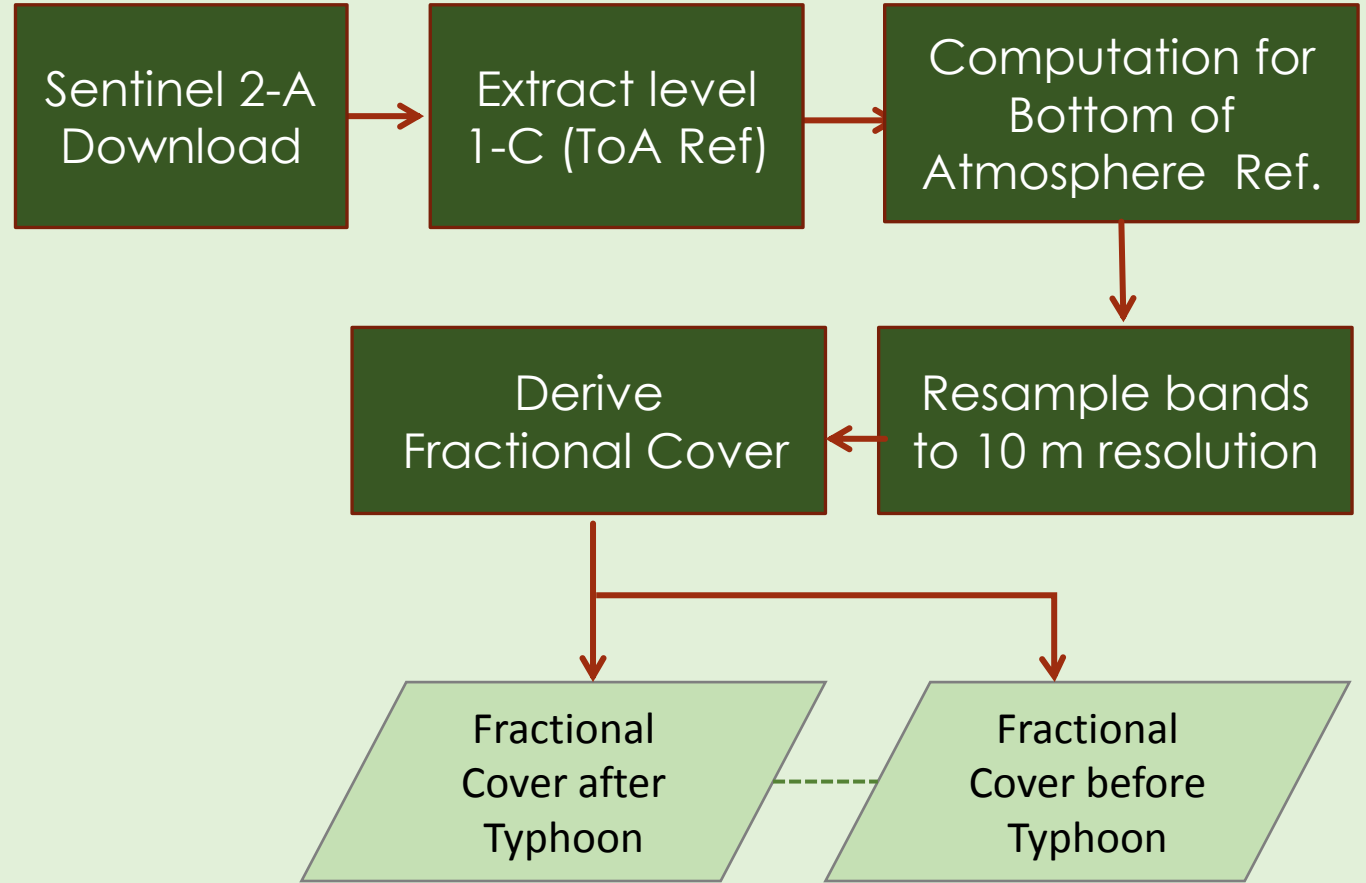 Sentinel 2-A
Download
Extract level
1-C (ToA Ref)
Computation for
Bottom of
Atmosphere Ref.
Derive
Fractional Cover
Resample bands
to 10 m resolution
Fractional
Cover after
Typhoon
Fractional
Cover before
Typhoon